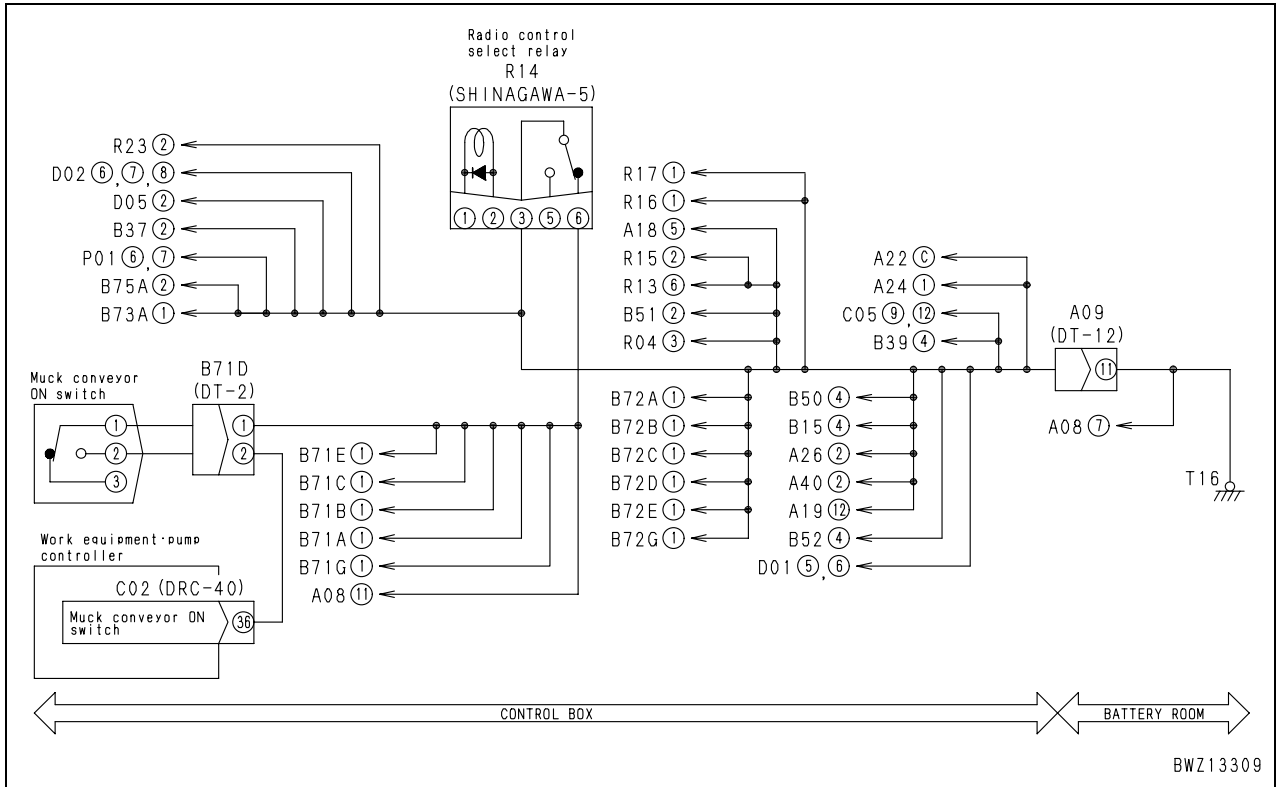 Radio control
select relay
R14
(SHINAGAWA-5)
1 2 3 5 6
R23 2
D02 6, 7, 8
D05 2
B37 2
P01 6, 7
B75A 2
B73A 1
R17 1
R16 1
A18 5
R15 2
R13 6
B51 2
R04 3
A22 C
A24 1
C05 9, 12
B39 4
A09
(DT-12)
11
A08 7
T16
Muck conveyor
ON switch
1
2
3
B71D
(DT-2)
1
2
B71E 1
B71C 1
B71B 1
B71A 1
B71G 1
A08 11
B72A 1
B72B 1
B72C 1
B72D 1
B72E 1
B72G 1
B50 4
B15 4
A26 2
A40 2
A19 12
B52 4
D01 5, 6
Work equipment·pump
controller
C02 (DRC-40)
Muck conveyor ON
switch
36
CONTROL BOX
BATTERY ROOM
BWZ13309